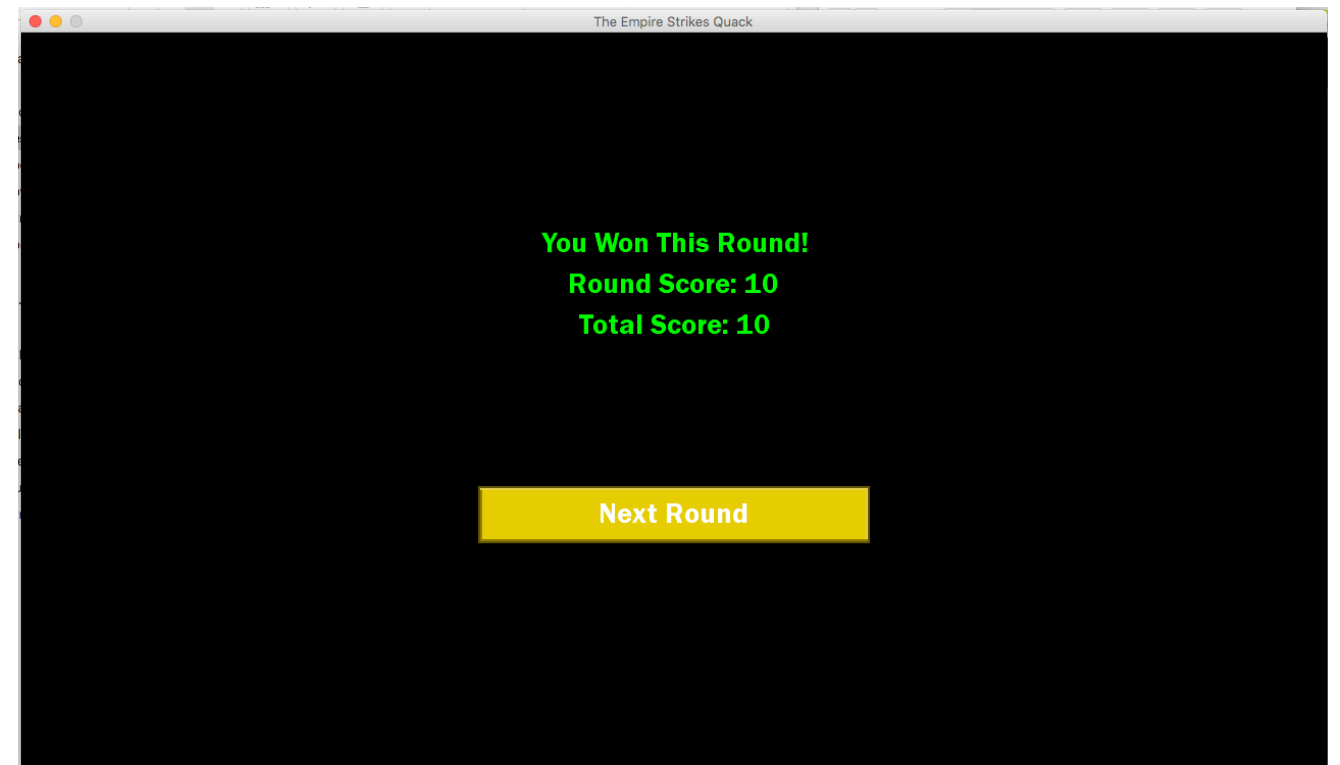 The Empire Strikes Quack
You Won This Round!
Round Score: 10
Total Score: 10
Next Round